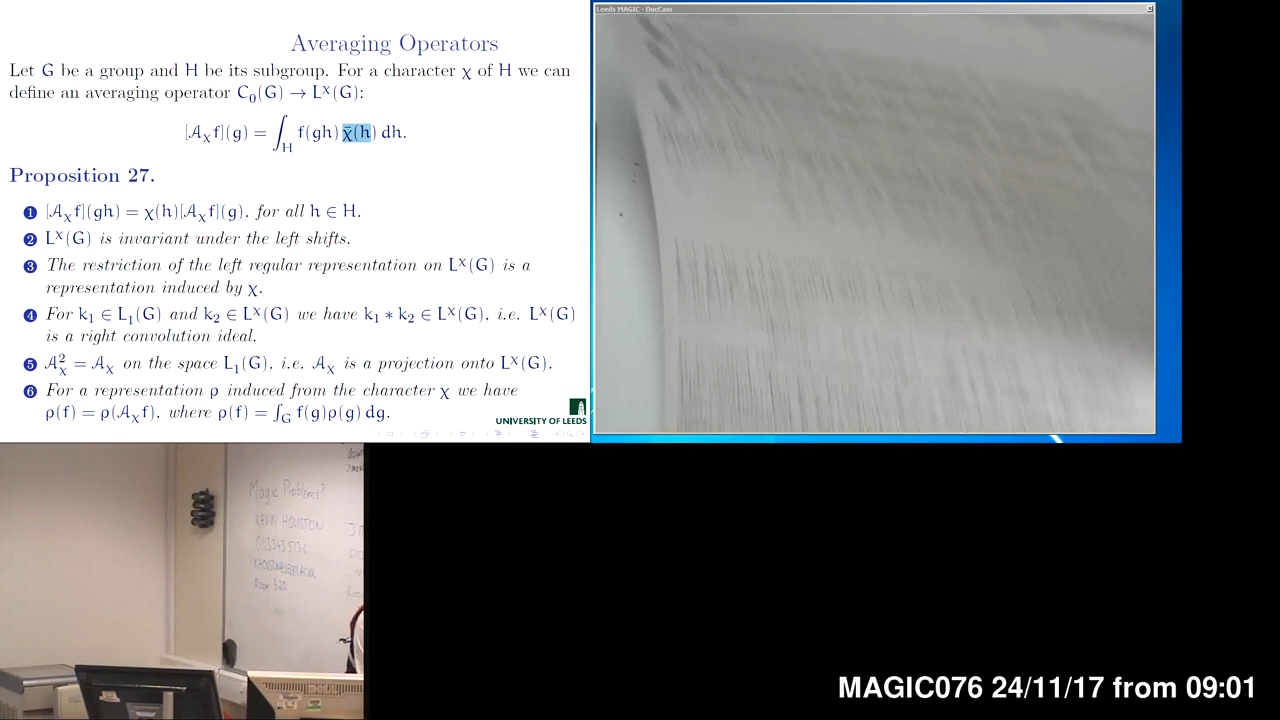 Averaging Operators
Let G be a group and H be its subgroup. For a character χ of H we can
define an averaging operator C₀(G) → L^χ(G):
[𝒜_χ f](g) = ∫_H f(gh) χ̄(h) dh.
Proposition 27.
1 [𝒜_χ f](gh) = χ(h)[𝒜_χ f](g), for all h ∈ H.
2 L^χ(G) is invariant under the left shifts.
3 The restriction of the left regular representation on L^χ(G) is a
representation induced by χ.
4 For k₁ ∈ L₁(G) and k₂ ∈ L^χ(G) we have k₁ ∗ k₂ ∈ L^χ(G), i.e. L^χ(G)
is a right convolution ideal.
5 𝒜_χ² = 𝒜_χ on the space L₁(G), i.e. 𝒜_χ is a projection onto L^χ(G).
6 For a representation ρ induced from the character χ we have
ρ(f) = ρ(𝒜_χ f), where ρ(f) = ∫_G f(g)ρ(g) dg.
UNIVERSITY OF LEEDS
Leeds MAGIC - DocCam
Magic Problems?
KEVIN HOUSTON
Room
MAGIC076 24/11/17 from 09:01